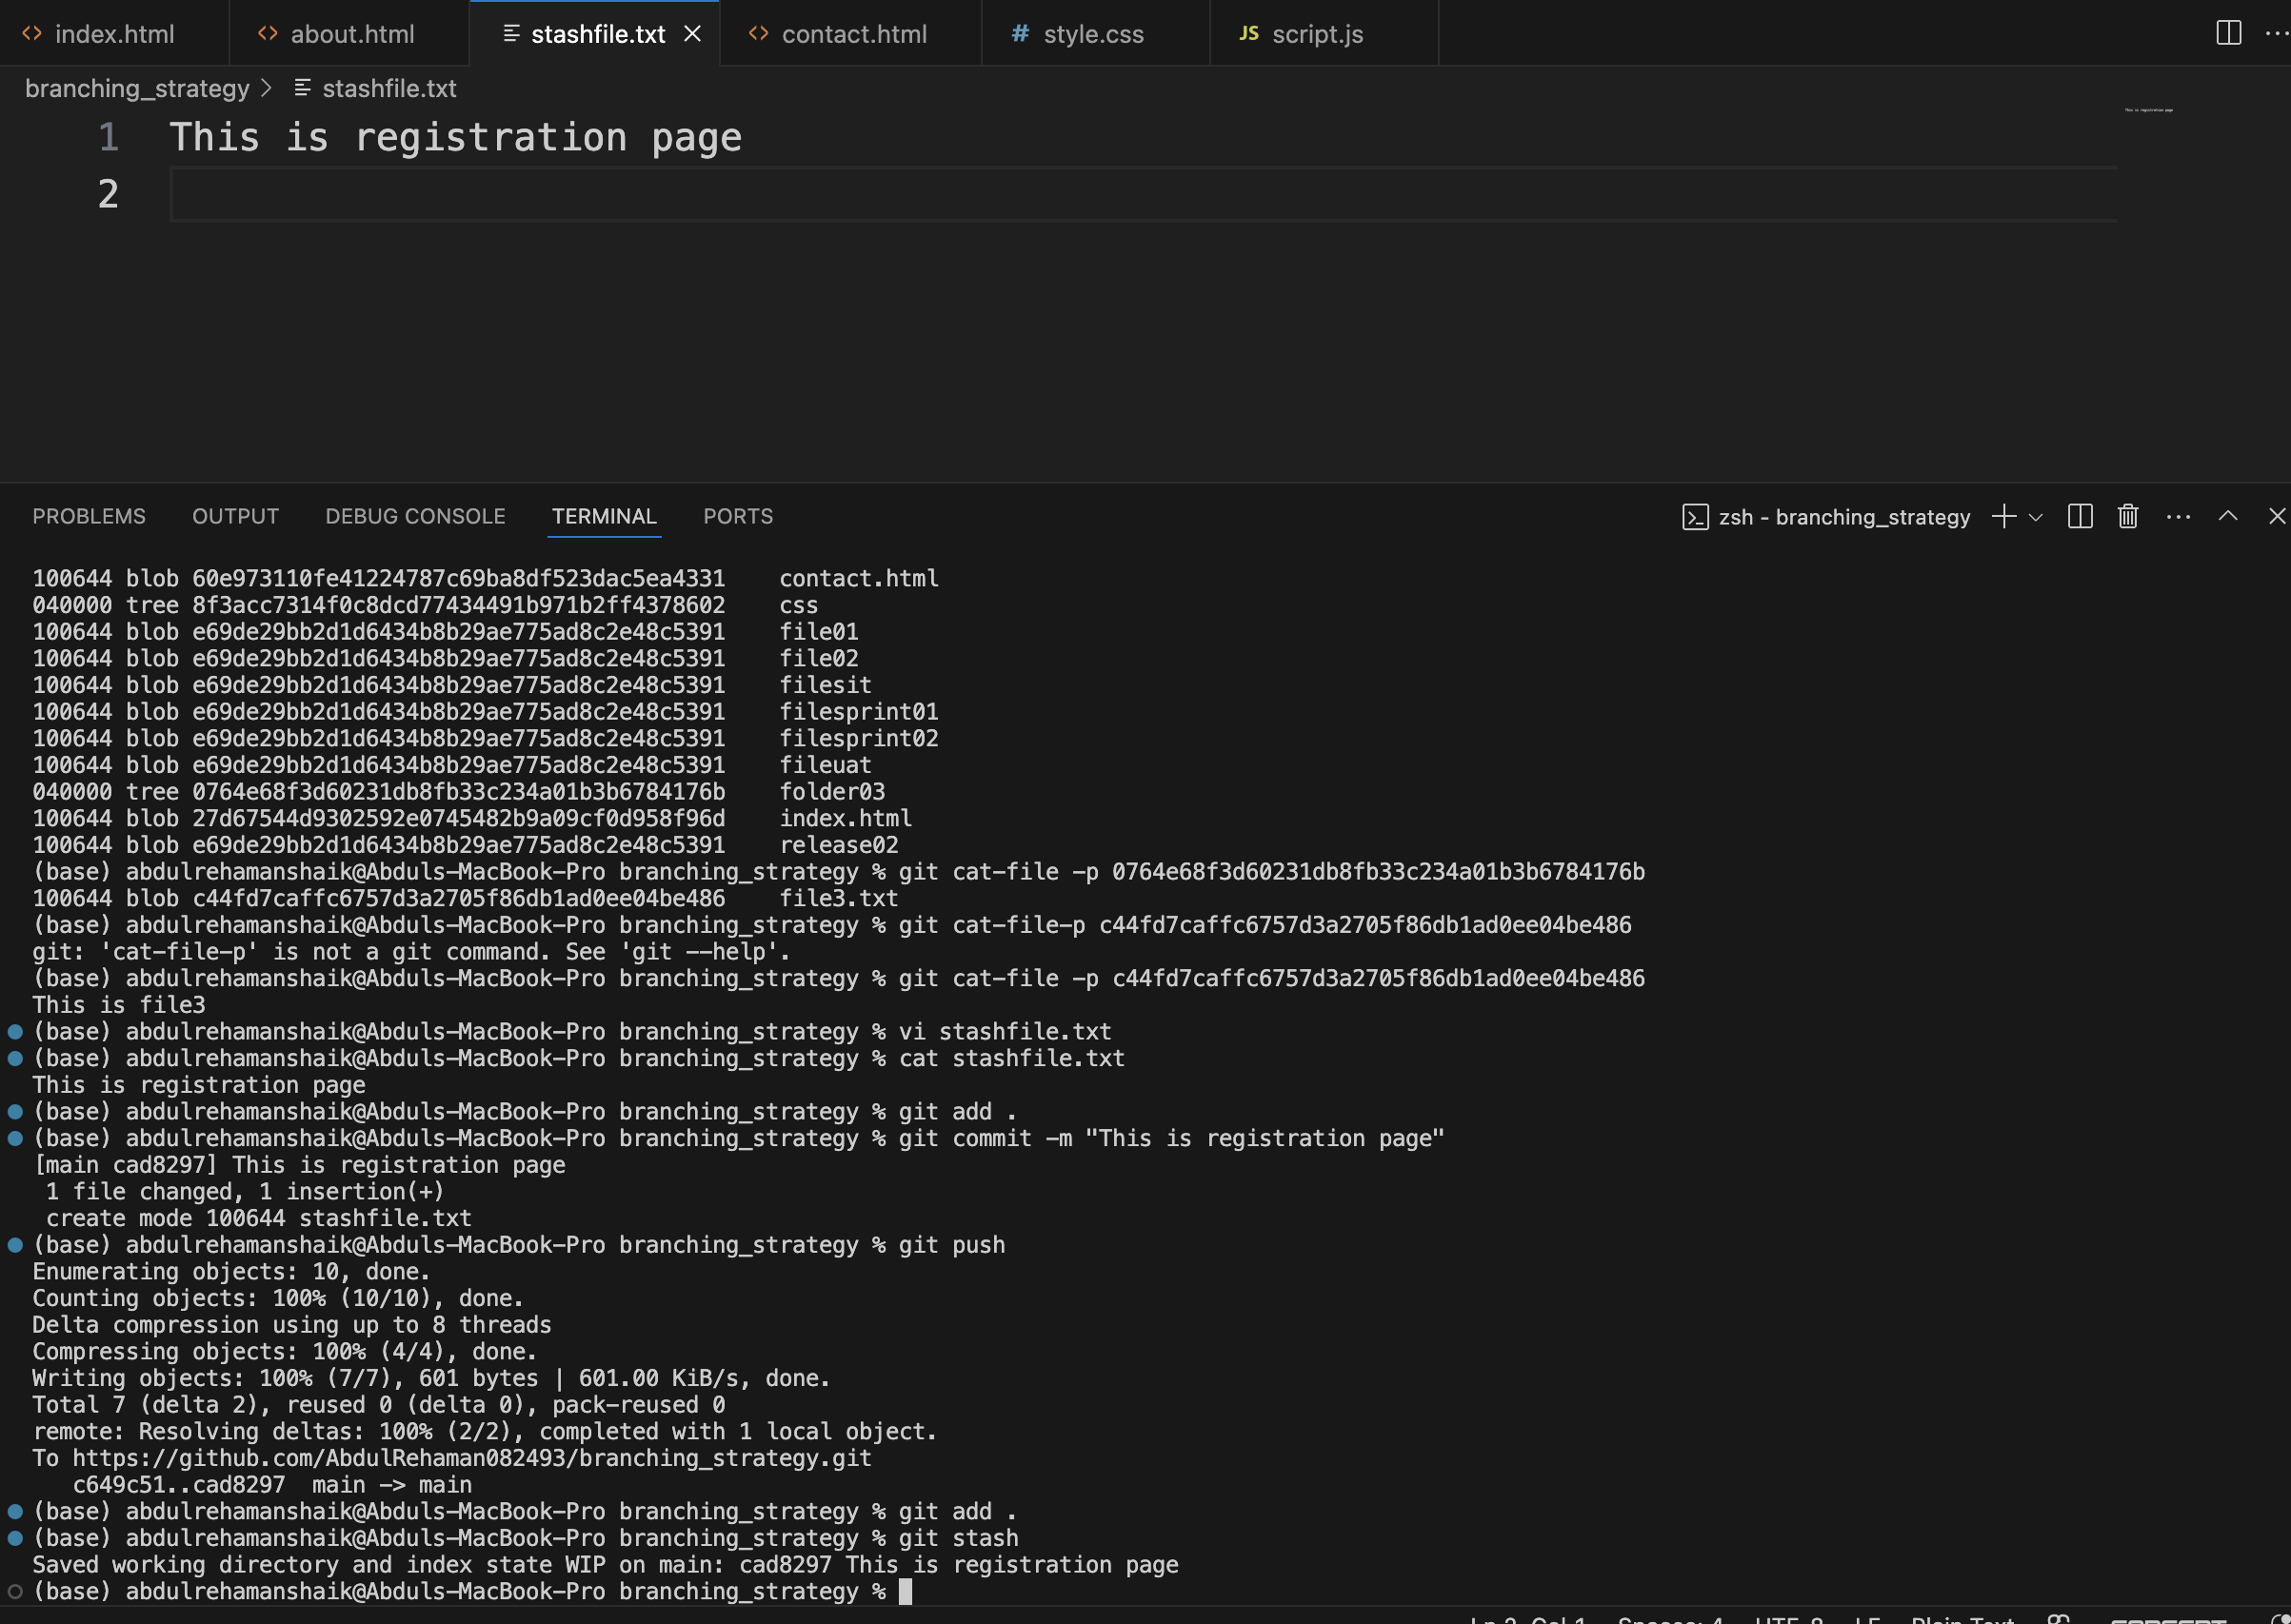 index.html
about.html
stashfile.txt
contact.html
# style.css
JS script.js
branching_strategy > stashfile.txt
1 This is registration page
2
This is registration page
PROBLEMS OUTPUT DEBUG CONSOLE TERMINAL PORTS
zsh - branching_strategy
100644 blob 60e973110fe41224787c69ba8df523dac5ea4331 contact.html
040000 tree 8f3acc7314f0c8dcd77434491b971b2ff4378602 css
100644 blob e69de29bb2d1d6434b8b29ae775ad8c2e48c5391 file01
100644 blob e69de29bb2d1d6434b8b29ae775ad8c2e48c5391 file02
100644 blob e69de29bb2d1d6434b8b29ae775ad8c2e48c5391 filesit
100644 blob e69de29bb2d1d6434b8b29ae775ad8c2e48c5391 filesprint01
100644 blob e69de29bb2d1d6434b8b29ae775ad8c2e48c5391 filesprint02
100644 blob e69de29bb2d1d6434b8b29ae775ad8c2e48c5391 fileuat
040000 tree 0764e68f3d60231db8fb33c234a01b3b6784176b folder03
100644 blob 27d67544d9302592e0745482b9a09cf0d958f96d index.html
100644 blob e69de29bb2d1d6434b8b29ae775ad8c2e48c5391 release02
(base) abdulrehamanshaik@Abduls-MacBook-Pro branching_strategy % git cat-file -p 0764e68f3d60231db8fb33c234a01b3b6784176b
100644 blob c44fd7caffc6757d3a2705f86db1ad0ee04be486 file3.txt
(base) abdulrehamanshaik@Abduls-MacBook-Pro branching_strategy % git cat-file-p c44fd7caffc6757d3a2705f86db1ad0ee04be486
git: 'cat-file-p' is not a git command. See 'git --help'.
(base) abdulrehamanshaik@Abduls-MacBook-Pro branching_strategy % git cat-file -p c44fd7caffc6757d3a2705f86db1ad0ee04be486
This is file3
(base) abdulrehamanshaik@Abduls-MacBook-Pro branching_strategy % vi stashfile.txt
(base) abdulrehamanshaik@Abduls-MacBook-Pro branching_strategy % cat stashfile.txt
This is registration page
(base) abdulrehamanshaik@Abduls-MacBook-Pro branching_strategy % git add .
(base) abdulrehamanshaik@Abduls-MacBook-Pro branching_strategy % git commit -m "This is registration page"
[main cad8297] This is registration page
1 file changed, 1 insertion(+)
create mode 100644 stashfile.txt
(base) abdulrehamanshaik@Abduls-MacBook-Pro branching_strategy % git push
Enumerating objects: 10, done.
Counting objects: 100% (10/10), done.
Delta compression using up to 8 threads
Compressing objects: 100% (4/4), done.
Writing objects: 100% (7/7), 601 bytes | 601.00 KiB/s, done.
Total 7 (delta 2), reused 0 (delta 0), pack-reused 0
remote: Resolving deltas: 100% (2/2), completed with 1 local object.
To https://github.com/AbdulRehaman082493/branching_strategy.git
c649c51..cad8297 main -> main
(base) abdulrehamanshaik@Abduls-MacBook-Pro branching_strategy % git add .
(base) abdulrehamanshaik@Abduls-MacBook-Pro branching_strategy % git stash
Saved working directory and index state WIP on main: cad8297 This is registration page
(base) abdulrehamanshaik@Abduls-MacBook-Pro branching_strategy %